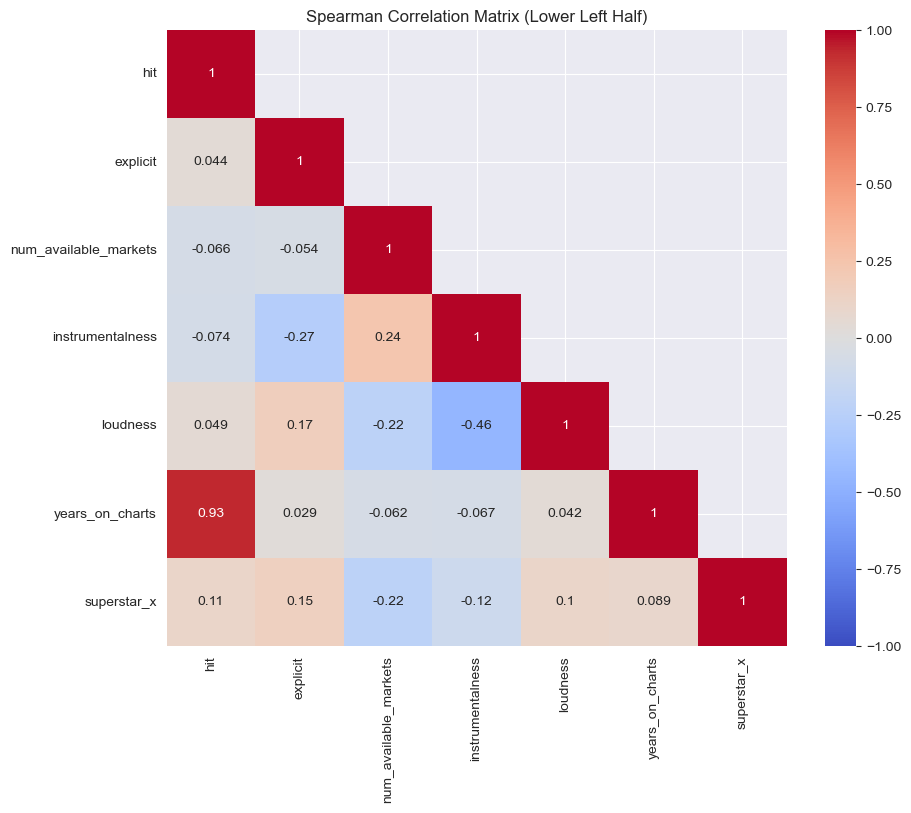 Spearman Correlation Matrix (Lower Left Half)
hit 1
explicit 0.044 1
num_available_markets -0.066 -0.054 1
instrumentalness -0.074 -0.27 0.24 1
loudness 0.049 0.17 -0.22 -0.46 1
years_on_charts 0.93 0.029 -0.062 -0.067 0.042 1
superstar_x 0.11 0.15 -0.22 -0.12 0.1 0.089 1
hit explicit num_available_markets instrumentalness loudness years_on_charts superstar_x
1.00
0.75
0.50
0.25
0.00
−0.25
−0.50
−0.75
−1.00